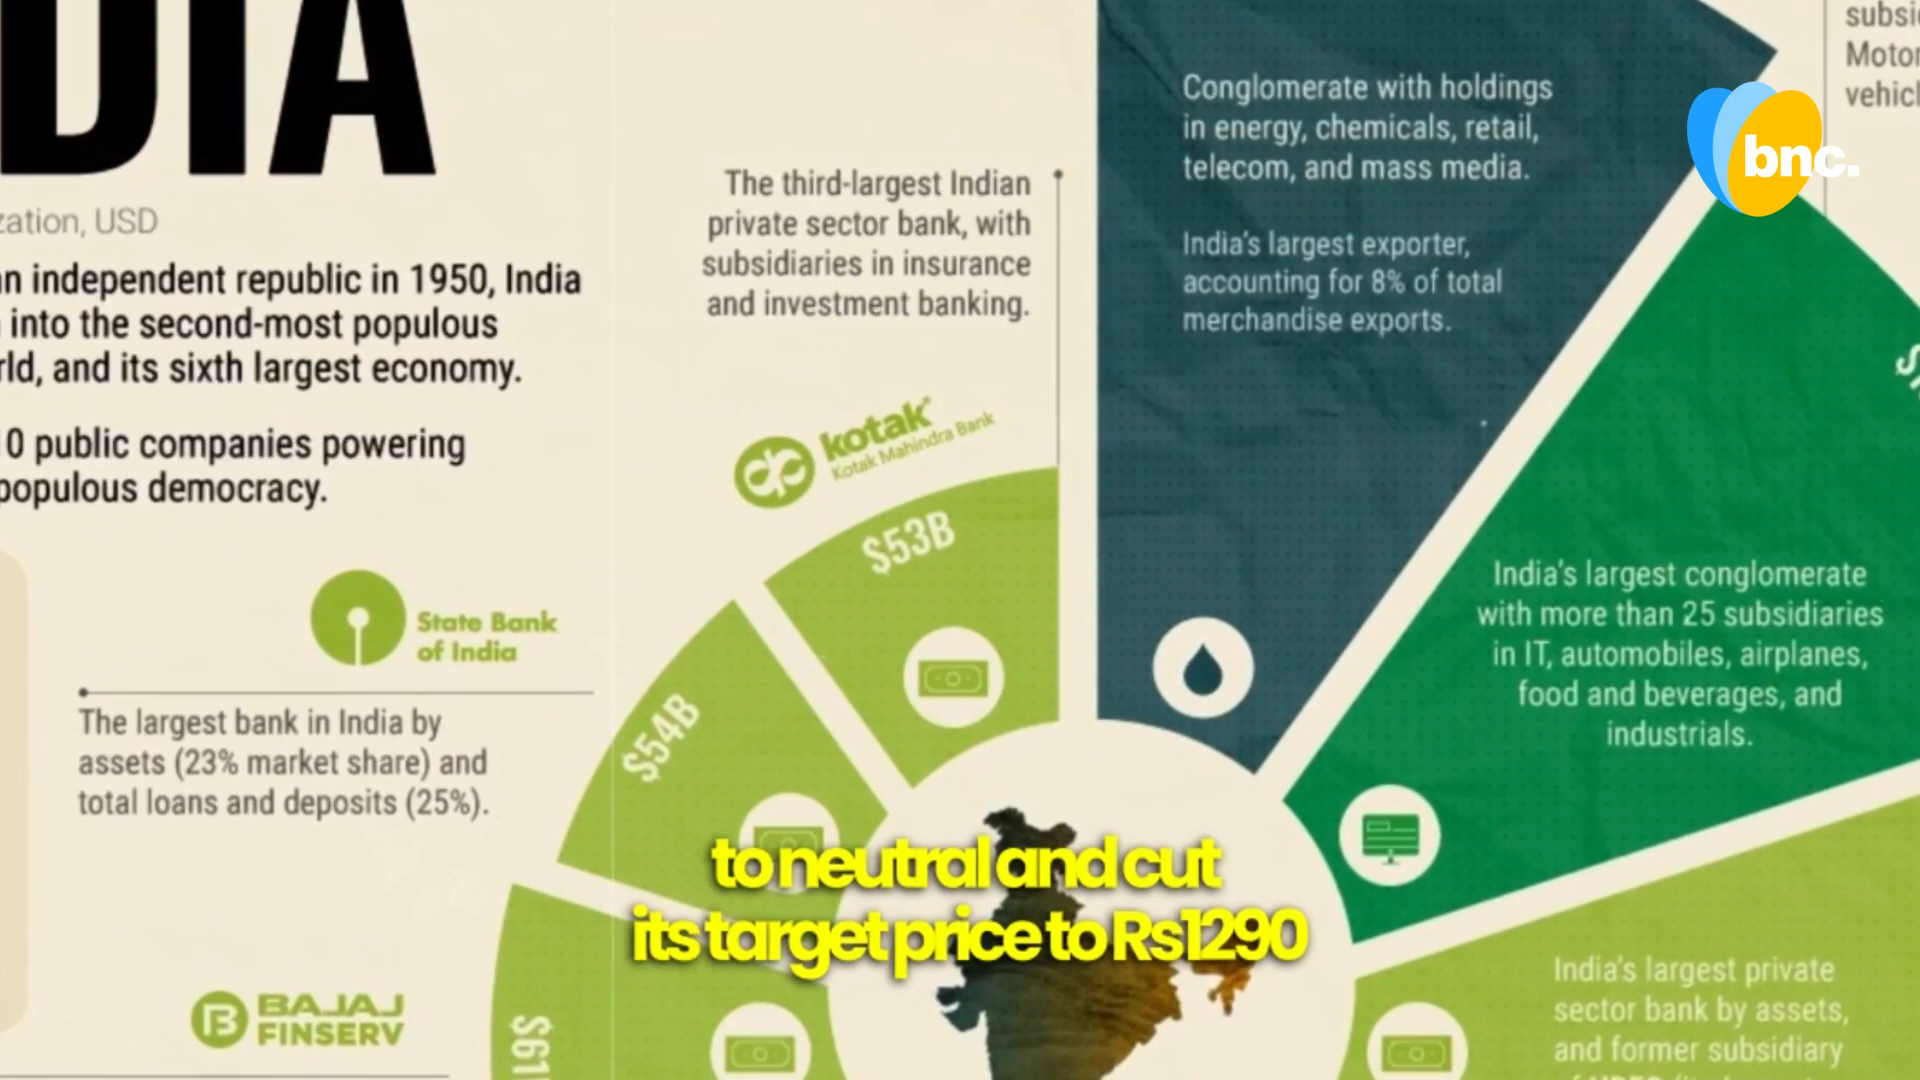 DIA
zation, USD
an independent republic in 1950, India
into the second-most populous
rld, and its sixth largest economy.
10 public companies powering
populous democracy.
The third-largest Indian
private sector bank, with
subsidiaries in insurance
and investment banking.
kotak
Kotak Mahindra Bank
$53B
State Bank
of India
$54B
The largest bank in India by
assets (23% market share) and
total loans and deposits (25%).
BAJAJ
FINSERV
$61
Conglomerate with holdings
in energy, chemicals, retail,
telecom, and mass media.
India's largest exporter,
accounting for 8% of total
merchandise exports.
subsi
Motor
vehicl
bnc.
India's largest conglomerate
with more than 25 subsidiaries
in IT, automobiles, airplanes,
food and beverages, and
industrials.
India's largest private
sector bank by assets,
and former subsidiary
to neutral and cut
its target price to Rs1290